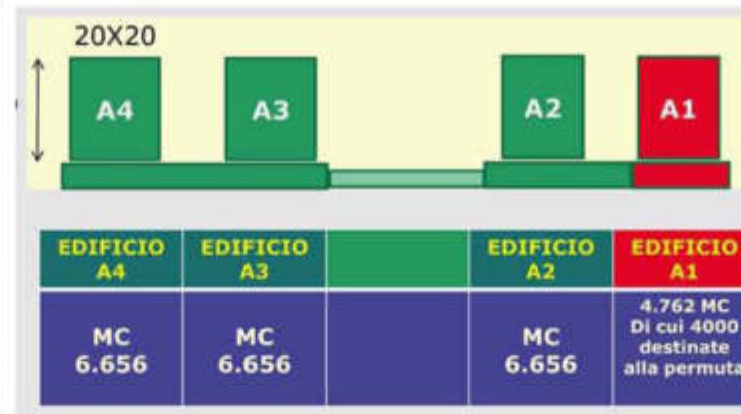 20X20
A4
A3
A2
A1
EDIFICIO
A4
EDIFICIO
A3
EDIFICIO
A2
EDIFICIO
A1
MC
6.656
MC
6.656
MC
6.656
4.762 MC
Di cui 4000
destinate
alla permuta